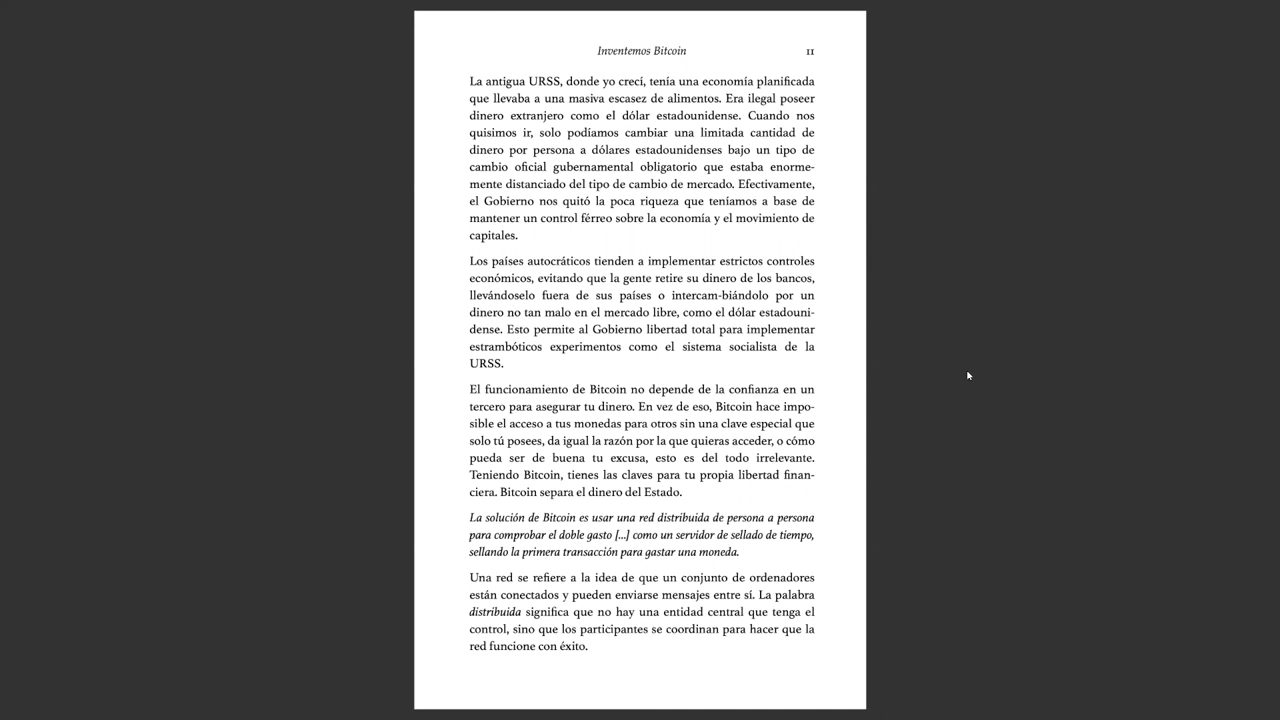 Inventemos Bitcoin 11
La antigua URSS, donde yo crecí, tenía una economía planificada
que llevaba a una masiva escasez de alimentos. Era ilegal poseer
dinero extranjero como el dólar estadounidense. Cuando nos
quisimos ir, solo podíamos cambiar una limitada cantidad de
dinero por persona a dólares estadounidenses bajo un tipo de
cambio oficial gubernamental obligatorio que estaba enorme-
mente distanciado del tipo de cambio de mercado. Efectivamente,
el Gobierno nos quitó la poca riqueza que teníamos a base de
mantener un control férreo sobre la economía y el movimiento de
capitales.
Los países autocráticos tienden a implementar estrictos controles
económicos, evitando que la gente retire su dinero de los bancos,
llevándoselo fuera de sus países o intercam-biándolo por un
dinero no tan malo en el mercado libre, como el dólar estadouni-
dense. Esto permite al Gobierno libertad total para implementar
estrambóticos experimentos como el sistema socialista de la
URSS.
El funcionamiento de Bitcoin no depende de la confianza en un
tercero para asegurar tu dinero. En vez de eso, Bitcoin hace impo-
sible el acceso a tus monedas para otros sin una clave especial que
solo tú posees, da igual la razón por la que quieras acceder, o cómo
pueda ser de buena tu excusa, esto es del todo irrelevante.
Teniendo Bitcoin, tienes las claves para tu propia libertad finan-
ciera. Bitcoin separa el dinero del Estado.
La solución de Bitcoin es usar una red distribuida de persona a persona
para comprobar el doble gasto [...] como un servidor de sellado de tiempo,
sellando la primera transacción para gastar una moneda.
Una red se refiere a la idea de que un conjunto de ordenadores
están conectados y pueden enviarse mensajes entre sí. La palabra
distribuida significa que no hay una entidad central que tenga el
control, sino que los participantes se coordinan para hacer que la
red funcione con éxito.